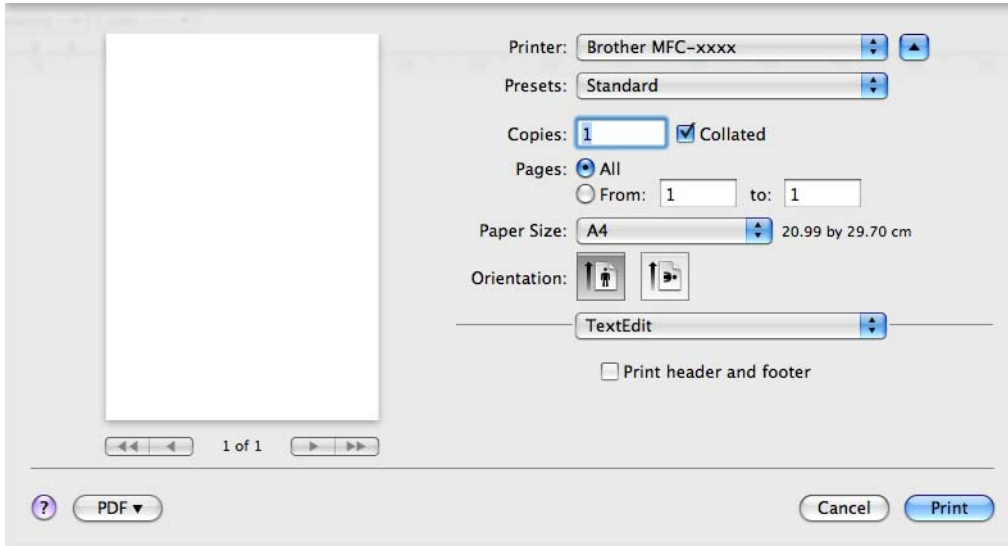 Printer: Brother MFC-xxxx
Presets: Standard
Copies: 1 Collated
Pages: All
From: 1 to: 1
Paper Size: A4 20.99 by 29.70 cm
Orientation:
TextEdit
Print header and footer
1 of 1
? PDF Cancel Print